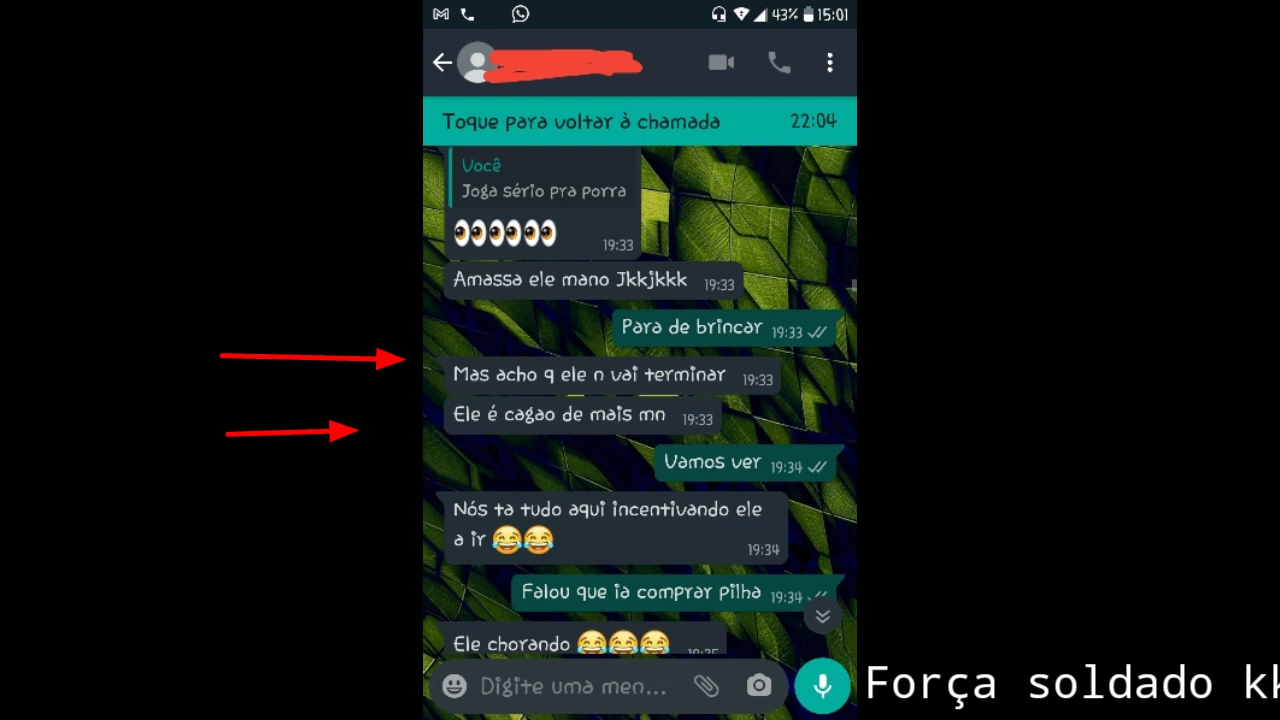 43% 15:01
Toque para voltar à chamada 22:04
Você
Joga sério pra porra
19:33
Amassa ele mano Jkkjkkk 19:33
Para de brincar 19:33
Mas acho q ele n vai terminar 19:33
Ele é cagao de mais mn 19:33
Vamos ver 19:34
Nós ta tudo aqui incentivando ele
a ir 19:34
Falou que ia comprar pilha 19:34
Ele chorando
Digite uma men...
Força soldado